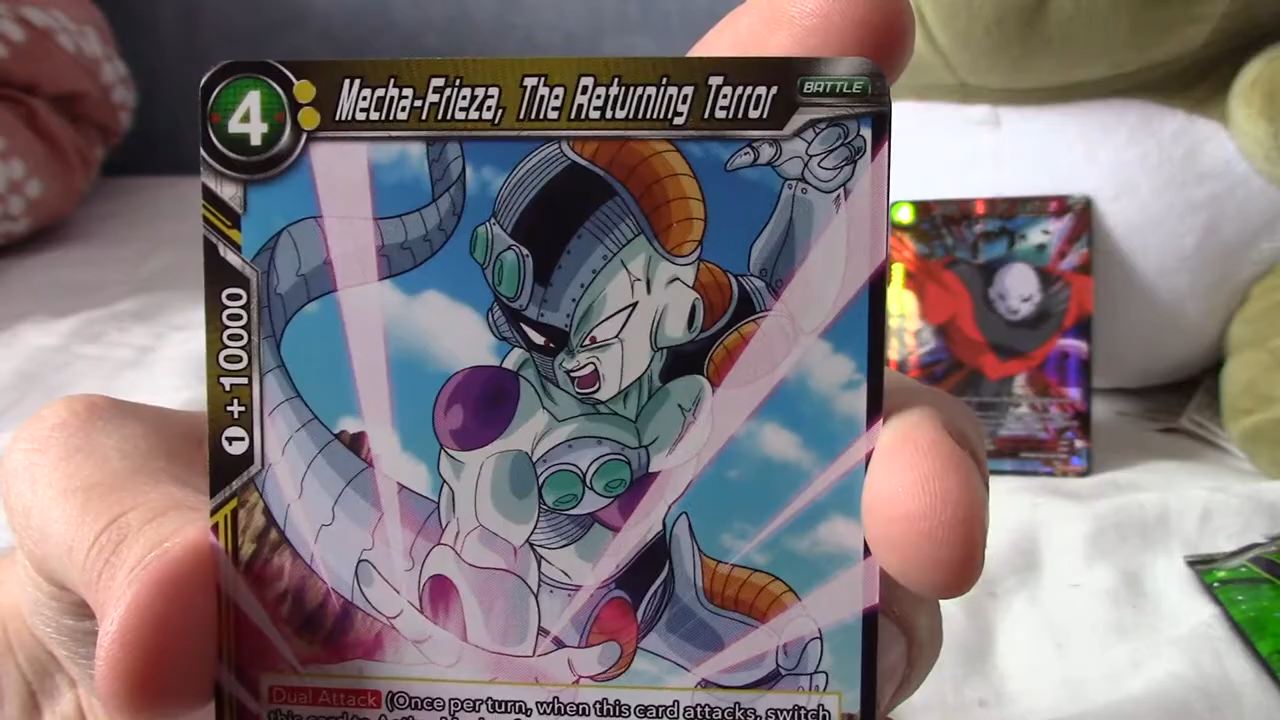 4 Mecha-Frieza, The Returning Terror BATTLE
1 +10000
Dual Attack (Once per turn, when this card attacks, switch
4